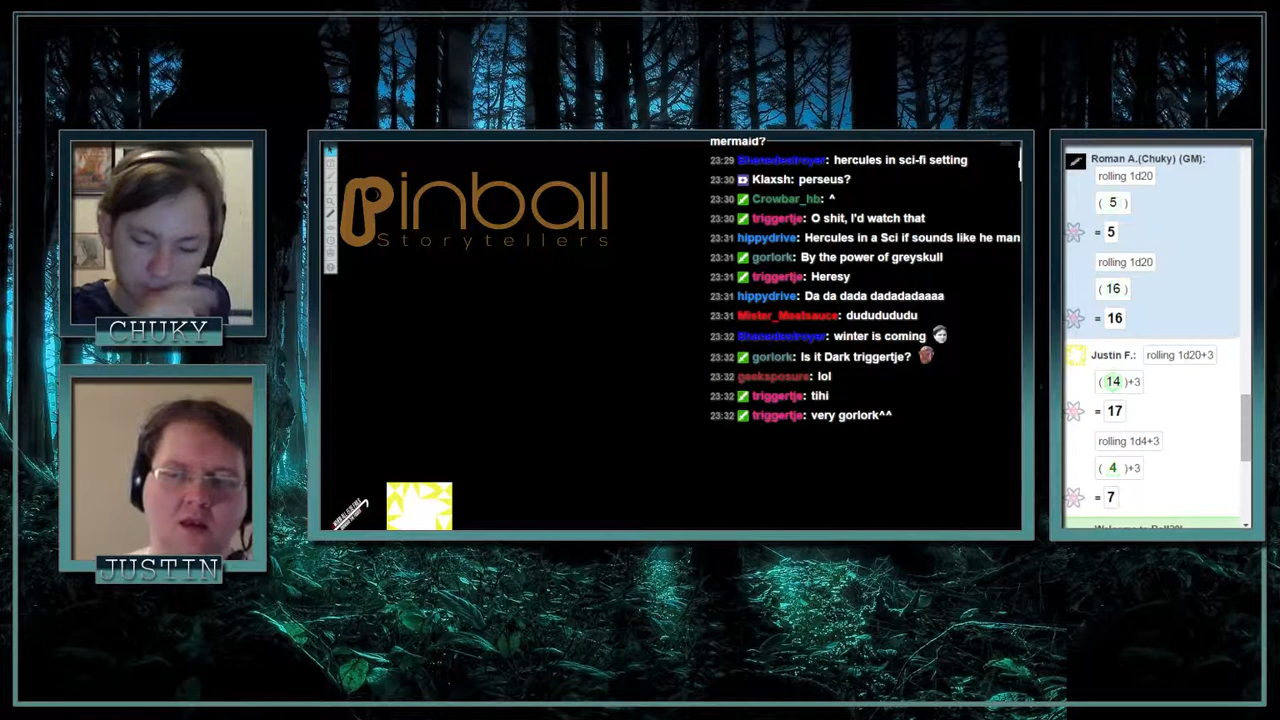 CHUKY
JUSTIN
Pinball
Storytellers
mermaid?
23:29 Shanedestroyer: hercules in sci-fi setting
23:30 Klaxsh: perseus?
23:30 Crowbar_hb: ^
23:30 triggertje: O shit, I'd watch that
23:31 hippydrive: Hercules in a Sci if sounds like he man
23:31 gorlork: By the power of greyskull
23:31 triggertje: Heresy
23:31 hippydrive: Da da dada dadadadaaaa
23:31 Mister_Meatsauce: dududududu
23:32 Shanedestroyer: winter is coming
23:32 gorlork: Is it Dark triggertje?
23:32 geeksposure: lol
23:32 triggertje: tihi
23:32 triggertje: very gorlork^^
Roman A.(Chuky) (GM):
rolling 1d20
( 5 )
= 5
rolling 1d20
( 16 )
= 16
Justin F.: rolling 1d20+3
( 14 )+3
= 17
rolling 1d4+3
( 4 )+3
= 7